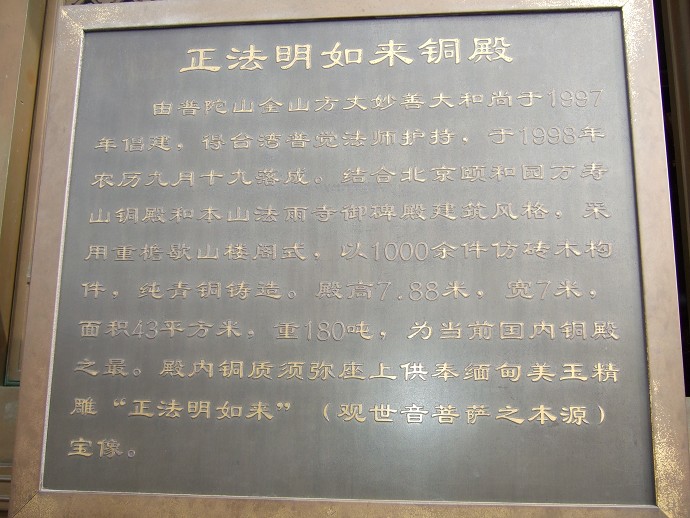 正法明如来铜殿
由普陀山全山方丈妙善大和尚于1997
年倡建，得台湾普觉法师护持，于1998年
农历九月十九落成。结合北京颐和园万寿
山铜殿和本山法雨寺御碑殿建筑风格，采
用重檐歇山楼阁式，以1000余件仿砖木构
件，纯青铜铸造。殿高7.88米，宽7米，
面积43平方米，重180吨，为当前国内铜殿
之最。殿内铜质须弥座上供奉缅甸美玉精
雕“正法明如来”（观世音菩萨之本源）
宝像。